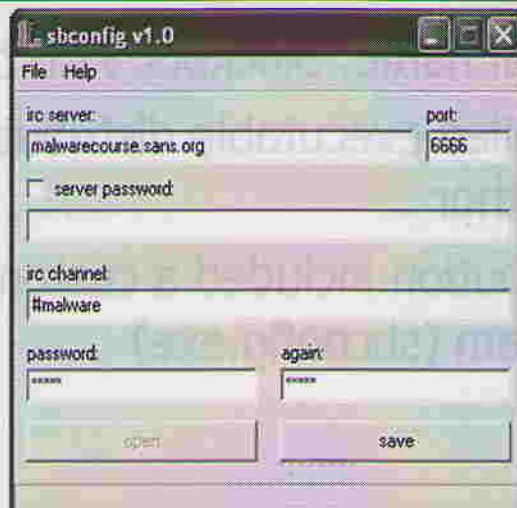 sbconfig v1.0
File Help
irc server: port:
malwarecourse.sans.org 6666
server password:
irc channel:
#malware
password: again:
***** *****
open save